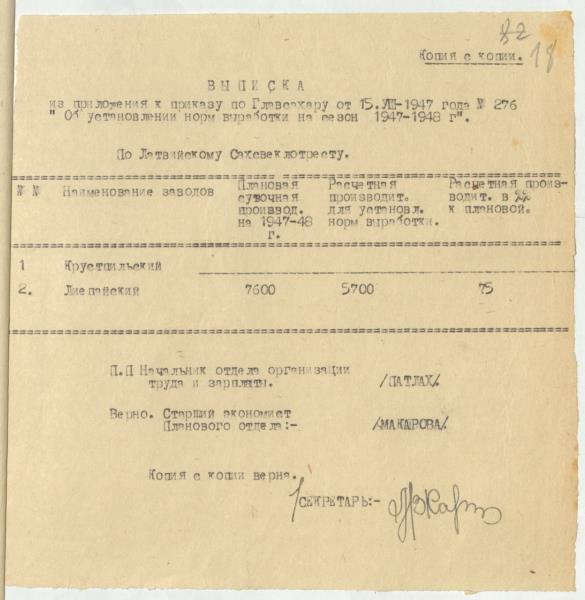 82
18
Копия с копии.
ВЫПИСКА
из приложения к приказу по Главсахару от 15.VIII-1947 года № 276
" Об установлении норм выработки на сезон 1947-1948 г".
По Латвийскому Сахсвеклотресту.
№ № Наименование заводов Плановая суточная производ. на 1947-48 г. Расчетная производит. для установл. норм выработки. Расчетная производит. в %% к плановой.
1 Крустпильский
2. Лиепайский 7600 5700 75
П.П Начальник отдела организации
труда и зарплаты. /ПАТЛАХ/.
Верно. Старший экономист
Планового отдела:- /МАКАРОВА/.
Копия с копии верна.
/СЕКРЕТАРЬ:-